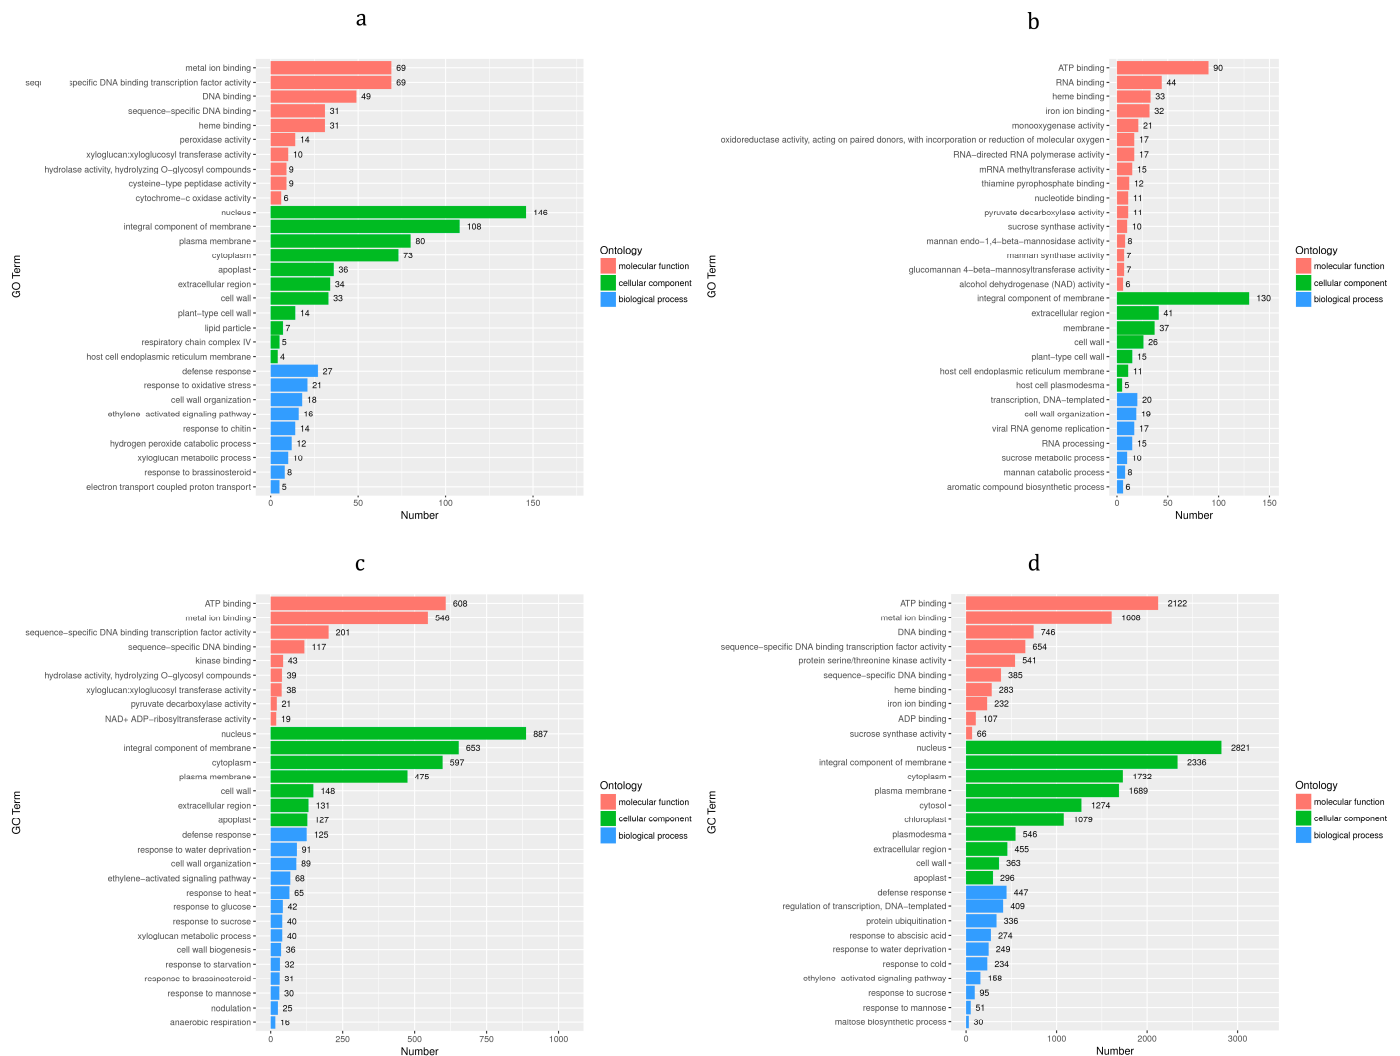 a
metal ion binding 69
specific DNA binding transcription factor activity 69
DNA binding 49
sequence−specific DNA binding 31
heme binding 31
peroxidase activity 14
xyloglucan:xyloglucosyl transferase activity 10
hydrolase activity, hydrolyzing O−glycosyl compounds 9
cysteine−type peptidase activity 9
cytochrome−c oxidase activity 6
nucleus 146
integral component of membrane 108
plasma membrane 80
cytoplasm 73
apoplast 36
extracellular region 34
cell wall 33
plant−type cell wall 14
lipid particle 7
respiratory chain complex IV 5
host cell endoplasmic reticulum membrane 4
defense response 27
response to oxidative stress 21
cell wall organization 18
ethylene−activated signaling pathway 16
response to chitin 14
hydrogen peroxide catabolic process 12
xyloglucan metabolic process 10
response to brassinosteroid 8
electron transport coupled proton transport 5
0 50 100 150
Number
GO Term
Ontology
molecular function
cellular component
biological process
b
ATP binding 90
RNA binding 44
heme binding 33
iron ion binding 32
monooxygenase activity 21
oxidoreductase activity, acting on paired donors, with incorporation or reduction of molecular oxygen 17
RNA−directed RNA polymerase activity 17
mRNA methyltransferase activity 15
thiamine pyrophosphate binding 12
nucleotide binding 11
pyruvate decarboxylase activity 11
sucrose synthase activity 10
mannan endo−1,4−beta−mannosidase activity 8
mannan synthase activity 7
glucomannan 4−beta−mannosyltransferase activity 7
alcohol dehydrogenase (NAD) activity 6
integral component of membrane 130
extracellular region 41
membrane 37
cell wall 26
plant−type cell wall 15
host cell endoplasmic reticulum membrane 11
host cell plasmodesma 5
transcription, DNA−templated 20
cell wall organization 19
viral RNA genome replication 17
RNA processing 15
sucrose metabolic process 10
mannan catabolic process 8
aromatic compound biosynthetic process 6
0 50 100 150
Number
GO Term
Ontology
molecular function
cellular component
biological process
c
ATP binding 608
metal ion binding 546
sequence−specific DNA binding transcription factor activity 201
sequence−specific DNA binding 117
kinase binding 43
hydrolase activity, hydrolyzing O−glycosyl compounds 39
xyloglucan:xyloglucosyl transferase activity 38
pyruvate decarboxylase activity 21
NAD+ ADP−ribosyltransferase activity 19
nucleus 887
integral component of membrane 653
cytoplasm 597
plasma membrane 475
cell wall 148
extracellular region 131
apoplast 127
defense response 125
response to water deprivation 91
cell wall organization 89
ethylene−activated signaling pathway 68
response to heat 65
response to glucose 42
response to sucrose 40
xyloglucan metabolic process 40
cell wall biogenesis 36
response to starvation 32
response to brassinosteroid 31
response to mannose 30
nodulation 25
anaerobic respiration 16
0 250 500 750 1000
Number
GC Term
Ontology
molecular function
cellular component
biological process
d
ATP binding 2122
metal ion binding
DNA binding 746
sequence−specific DNA binding transcription factor activity 654
protein serine/threonine kinase activity 541
sequence−specific DNA binding 385
heme binding 283
iron ion binding 232
ADP binding 107
sucrose synthase activity 66
nucleus 2821
integral component of membrane 2336
cytoplasm 1732
plasma membrane 1689
cytosol 1274
chloroplast 1079
plasmodesma 546
extracellular region 455
cell wall 363
apoplast 296
defense response 447
regulation of transcription, DNA−templated 409
protein ubiquitination 336
response to abscisic acid 274
response to water deprivation 249
response to cold 234
ethylene−activated signaling pathway 168
response to sucrose 95
response to mannose 51
maltose biosynthetic process 30
0 1000 2000 3000
Number
GC Term
Ontology
molecular function
cellular component
biological process